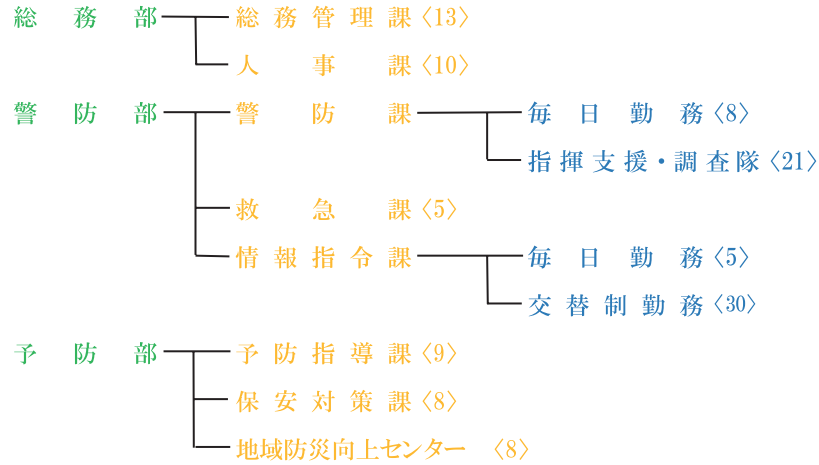 総務部 総務管理課〈13〉
人事課〈10〉
警防部 警防課 毎日勤務〈8〉
指揮支援・調査隊〈21〉
救急課〈5〉
情報指令課 毎日勤務〈5〉
交替制勤務〈30〉
予防部 予防指導課〈9〉
保安対策課〈8〉
地域防災向上センター 〈8〉